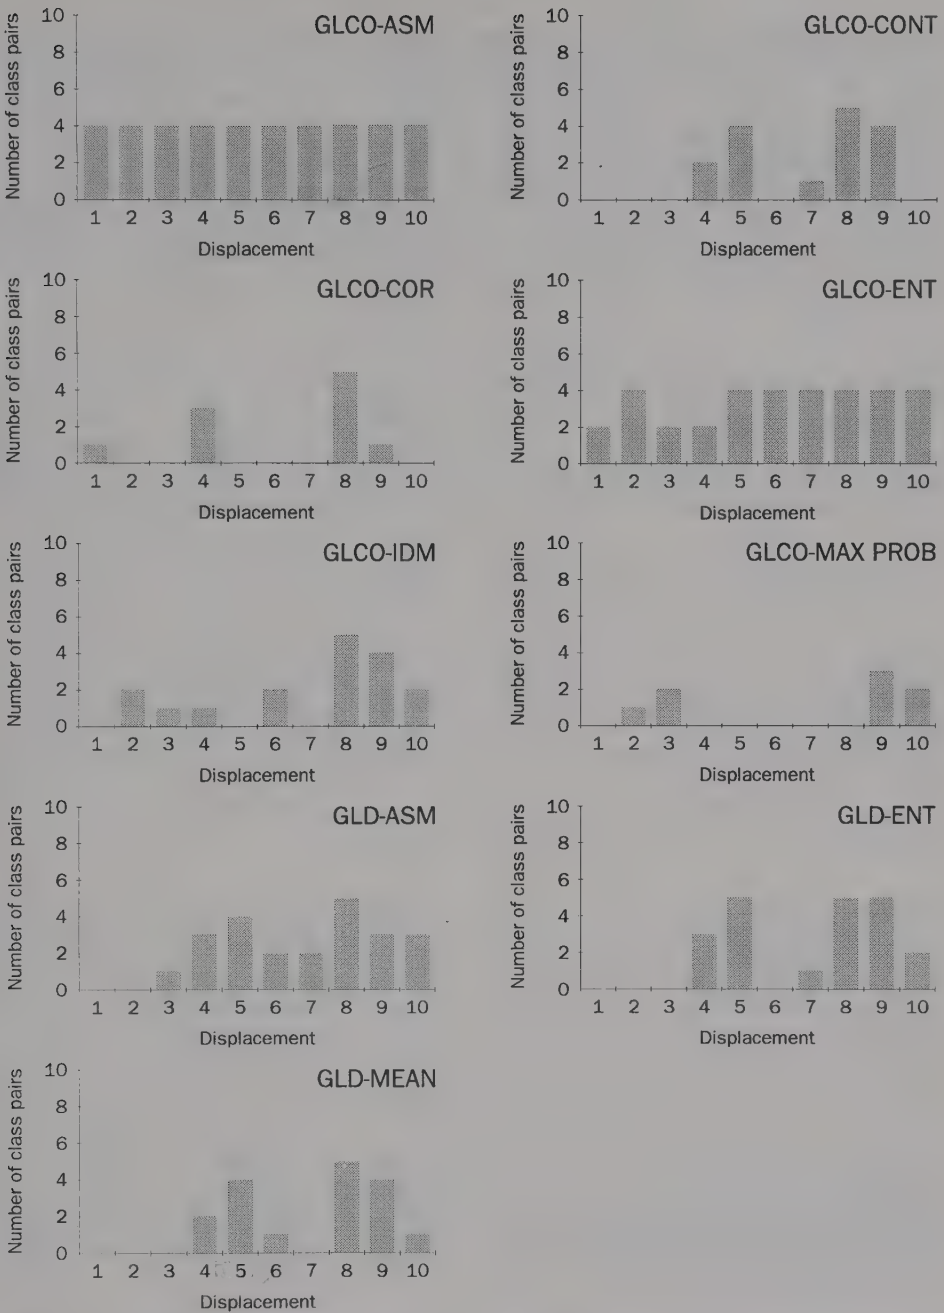 GLCO-ASM
Number of class pairs
10
8
6
4
2
0
1 2 3 4 5 6 7 8 9 10
Displacement
GLCO-CONT
Number of class pairs
10
8
6
4
2
0
1 2 3 4 5 6 7 8 9 10
Displacement
GLCO-COR
Number of class pairs
10
8
6
4
2
0
1 2 3 4 5 6 7 8 9 10
Displacement
GLCO-ENT
Number of class pairs
10
8
6
4
2
0
1 2 3 4 5 6 7 8 9 10
Displacement
GLCO-IDM
Number of class pairs
10
8
6
4
2
0
1 2 3 4 5 6 7 8 9 10
Displacement
GLCO-MAX PROB
Number of class pairs
10
8
6
4
2
0
1 2 3 4 5 6 7 8 9 10
Displacement
GLD-ASM
Number of class pairs
10
8
6
4
2
0
1 2 3 4 5 6 7 8 9 10
Displacement
GLD-ENT
Number of class pairs
10
8
6
4
2
0
1 2 3 4 5 6 7 8 9 10
Displacement
GLD-MEAN
Number of class pairs
10
8
6
4
2
0
1 2 3 4 5 6 7 8 9 10
Displacement